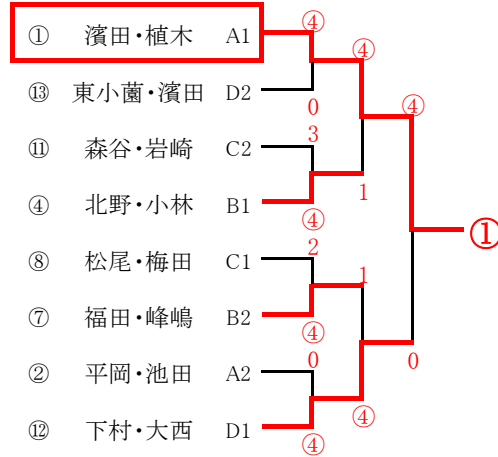 ① 濱田・植木 A1 ④
④
⑬ 東小薗・濱田 D2 0
④
⑪ 森谷・岩崎 C2 3
1
④ 北野・小林 B1 ④
①
⑧ 松尾・梅田 C1 2
1
⑦ 福田・峰嶋 B2 ④
0
② 平岡・池田 A2 0
④
⑫ 下村・大西 D1 ④